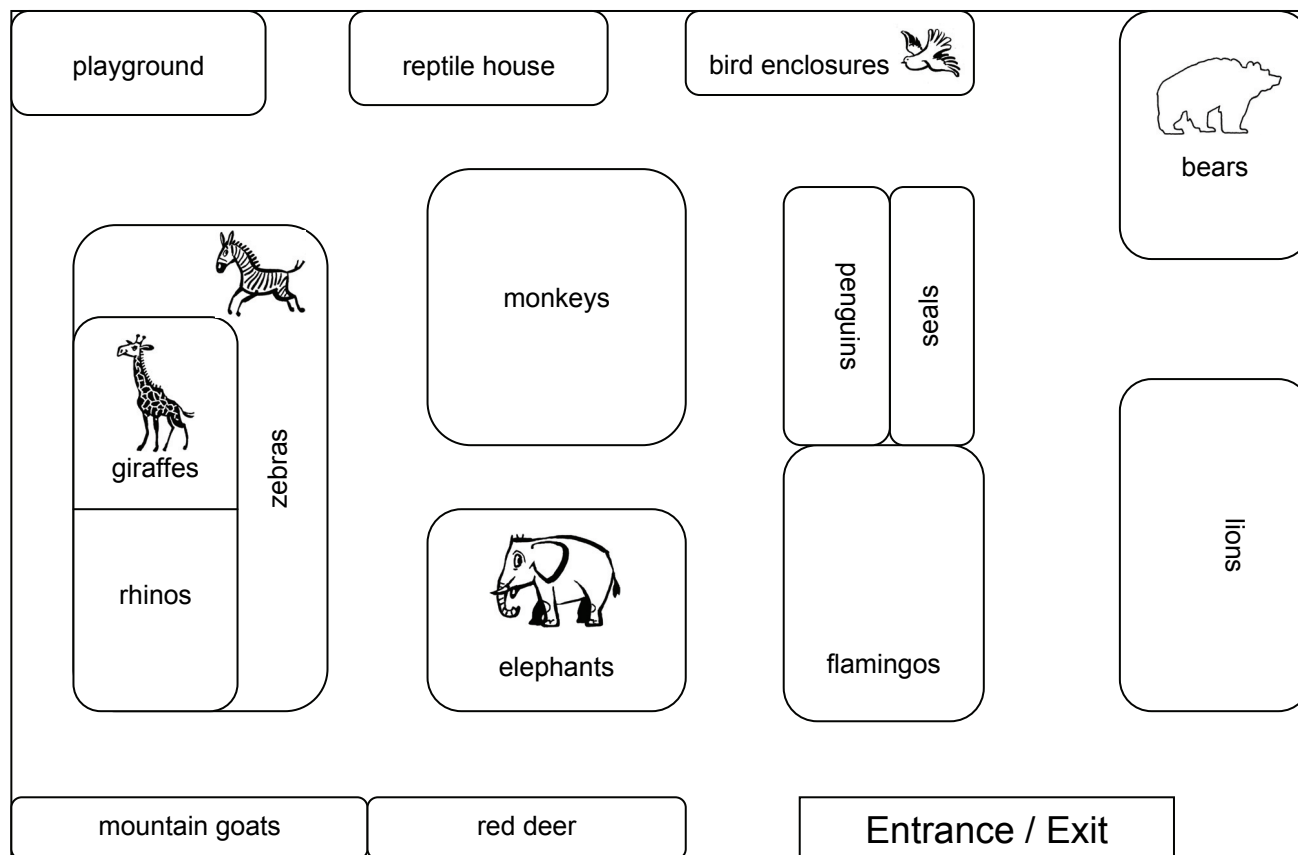 playground
reptile house
bird enclosures
bears
monkeys
penguins
seals
giraffes
zebras
lions
rhinos
elephants
flamingos
mountain goats
red deer
Entrance / Exit